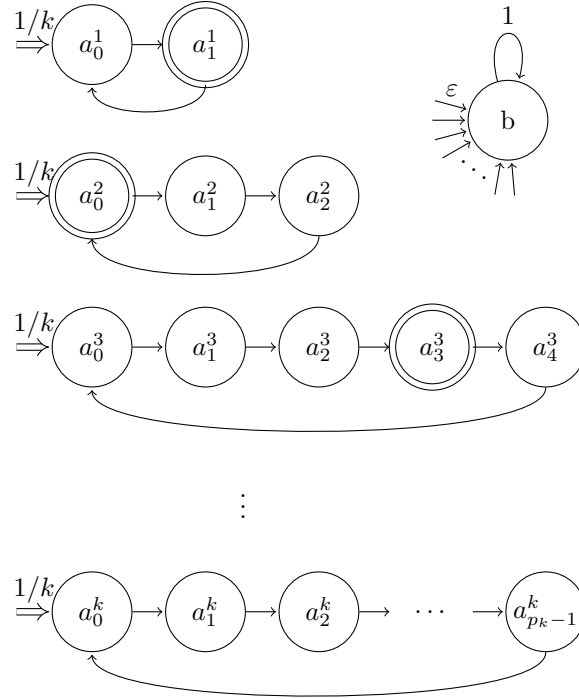 1/k a_0^1 a_1^1
1
ε b
1/k a_0^2 a_1^2 a_2^2
1/k a_0^3 a_1^3 a_2^3 a_3^3 a_4^3
⋮
1/k a_0^k a_1^k a_2^k ⋯ a_{p_k-1}^k